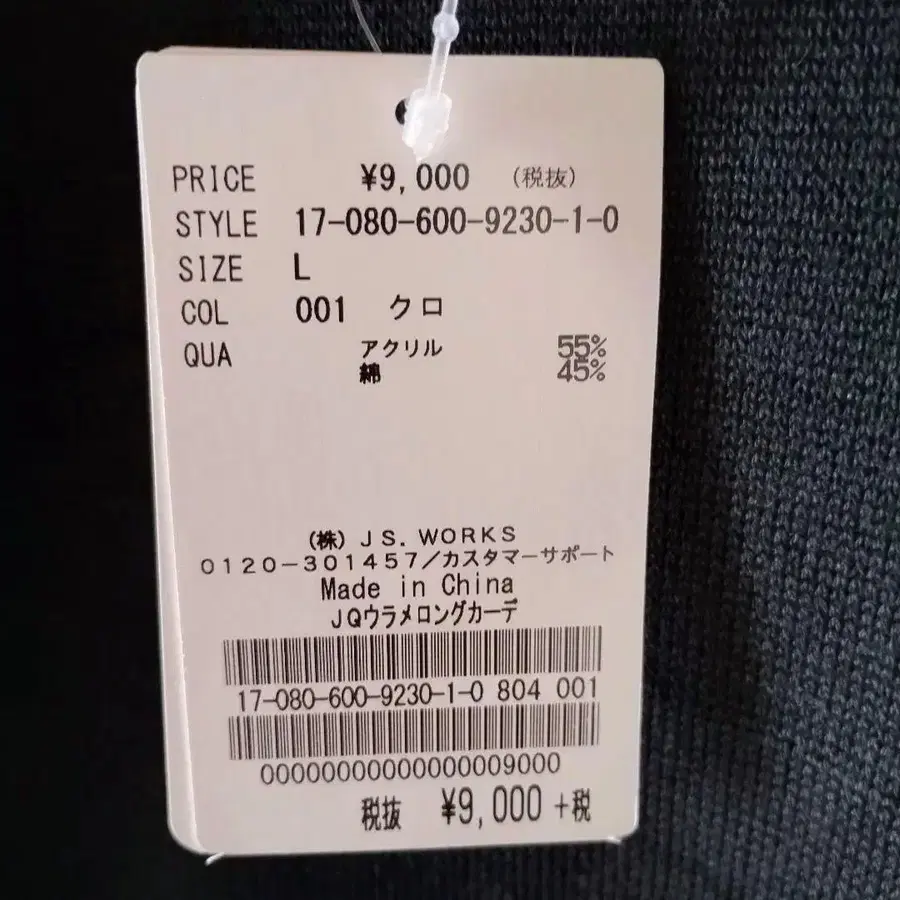 PRICE ¥9,000 (税抜)
STYLE 17-080-600-9230-1-0
SIZE L
COL 001 クロ
QUA アクリル 55%
綿 45%
(株) JS. WORKS
0120-301457/カスタマーサポート
Made in China
JQウラメロングカーデ
17-080-600-9230-1-0 804 001
00000000000000009000
税抜 ¥9,000 +税